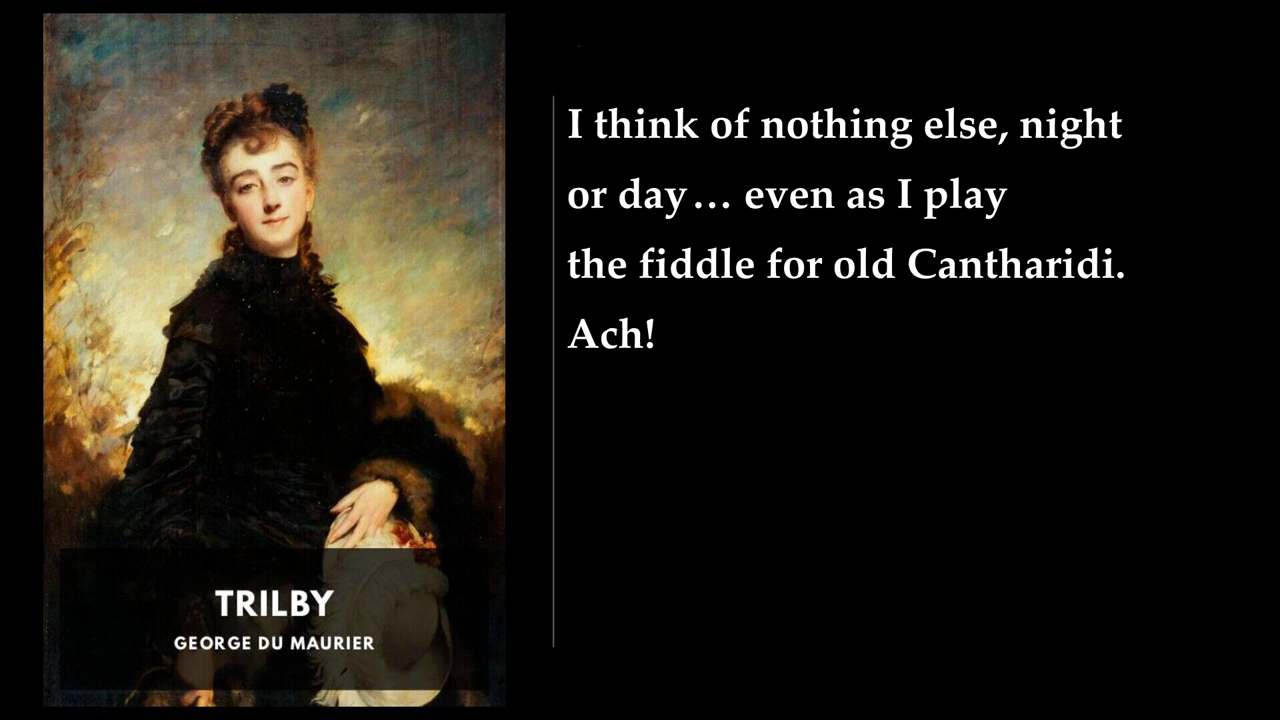 TRILBY
GEORGE DU MAURIER
I think of nothing else, night
or day… even as I play
the fiddle for old Cantharidi.
Ach!